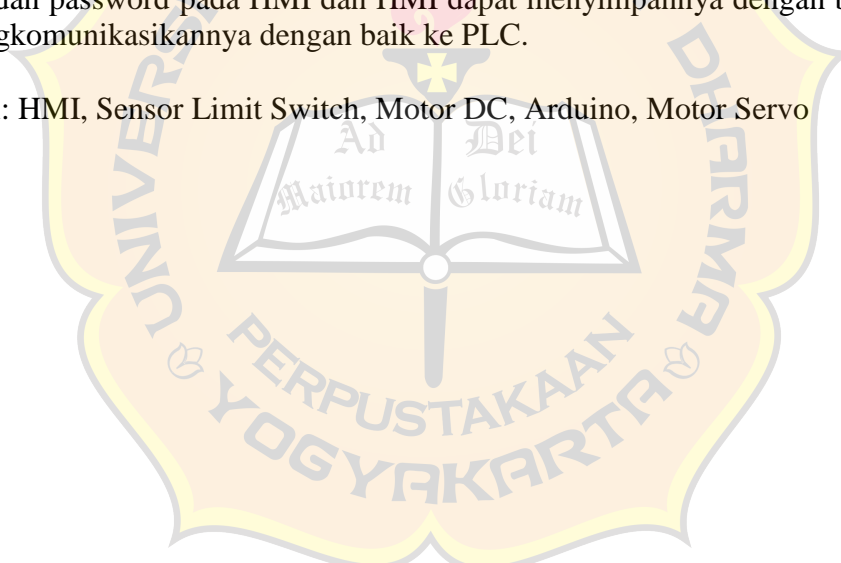 dan password pada HMI dan HMI dapat menyimpannya dengan
gkomunikasikannya dengan baik ke PLC.
: HMI, Sensor Limit Switch, Motor DC, Arduino, Motor Servo
Ad Dei
Maiorem Gloriam
DHARMA
PERPUSTAKAAN
YOGYAKARTA